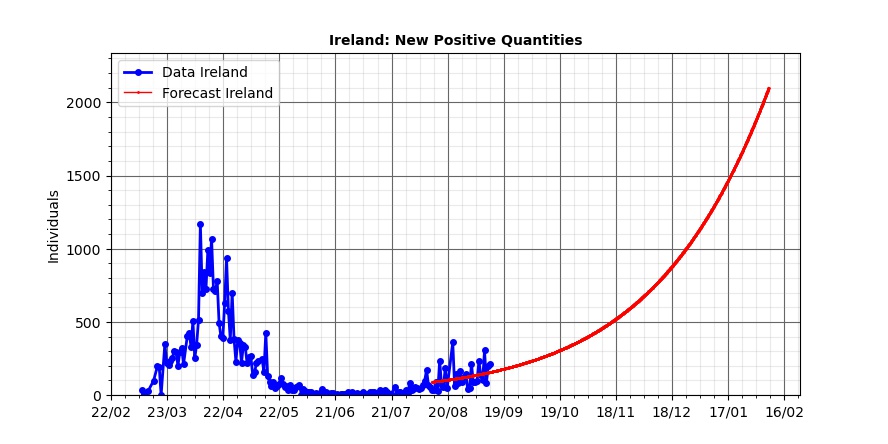 Ireland: New Positive Quantities
Data Ireland
Forecast Ireland
Individuals
2000
1500
1000
500
0
22/02 23/03 22/04 22/05 21/06 21/07 20/08 19/09 19/10 18/11 18/12 17/01 16/02